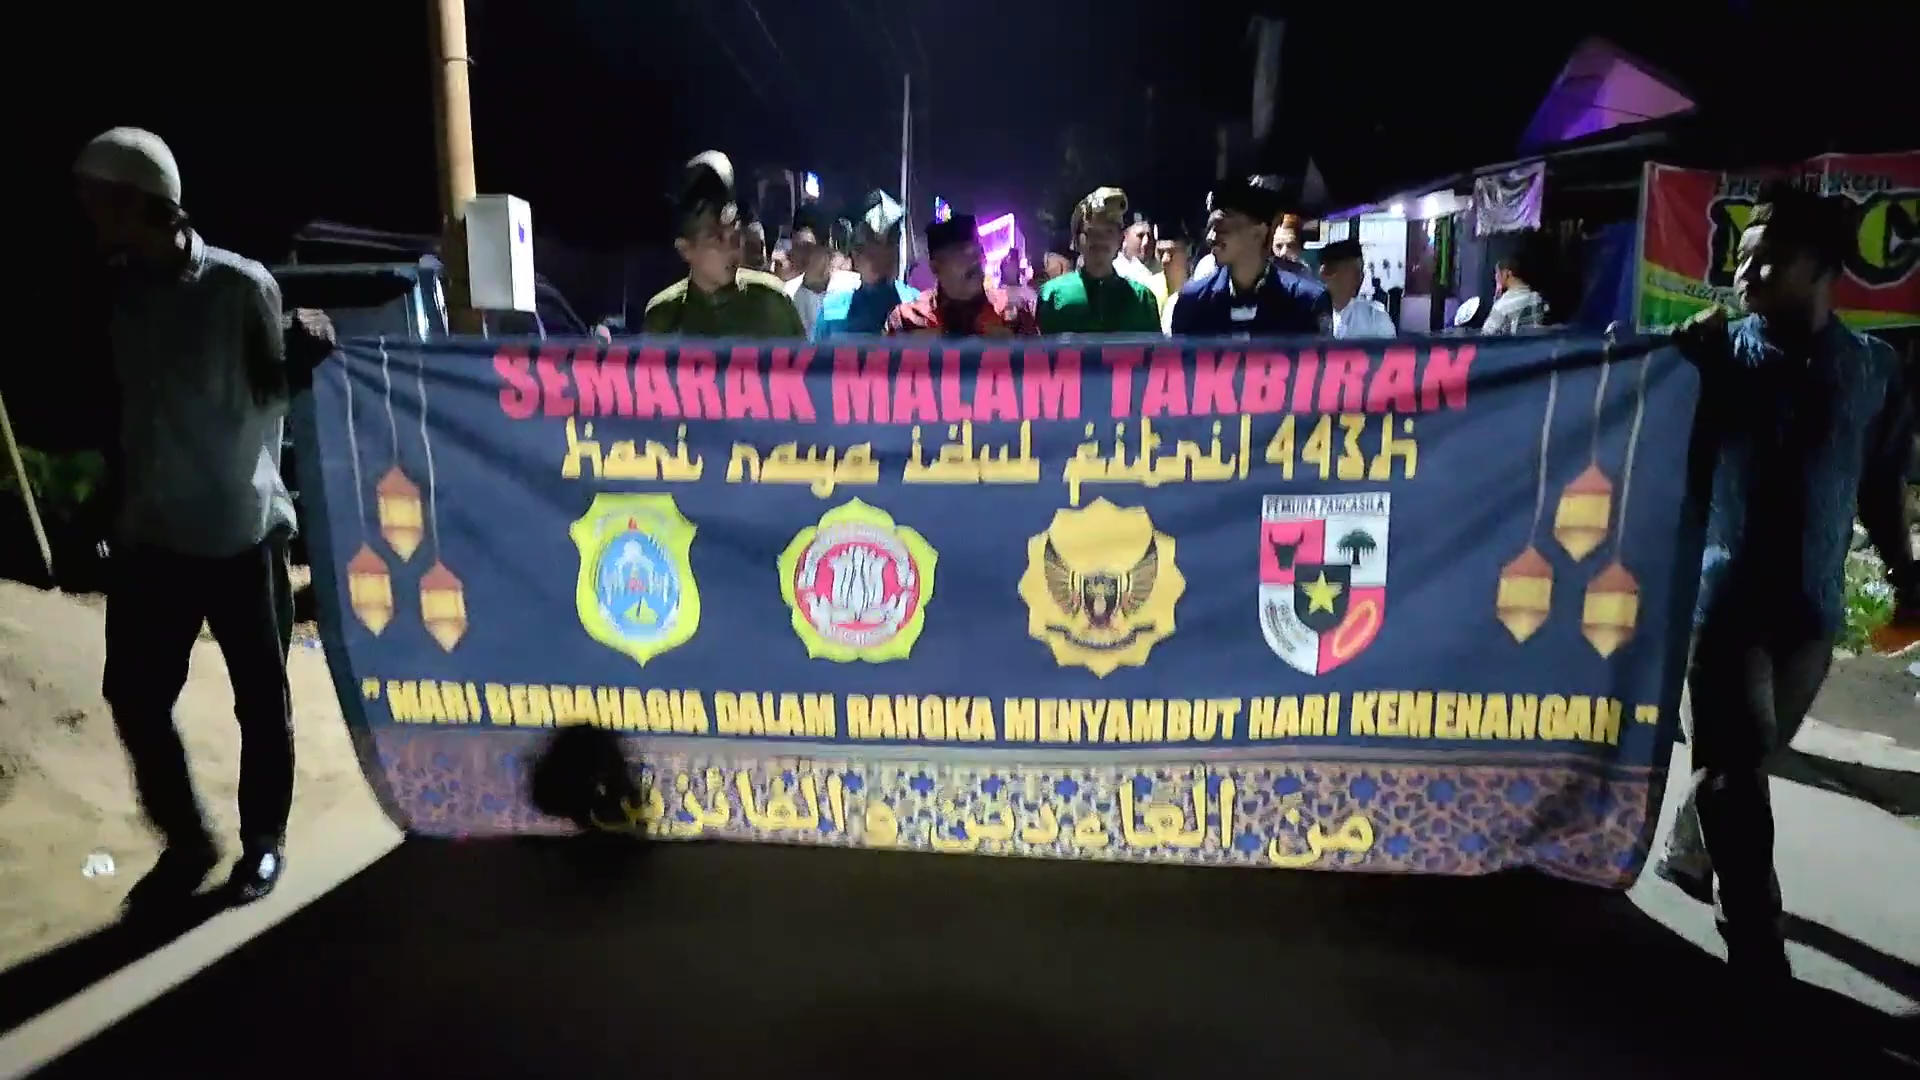 SEMARAK MALAM TAKBIRAN
hari raya idul fitri 1443h
PEMUDA PANCASILA
" MARI BERBAHAGIA DALAM RANGKA MENYAMBUT HARI KEMENANGAN "
من العاءدين و الفائزين